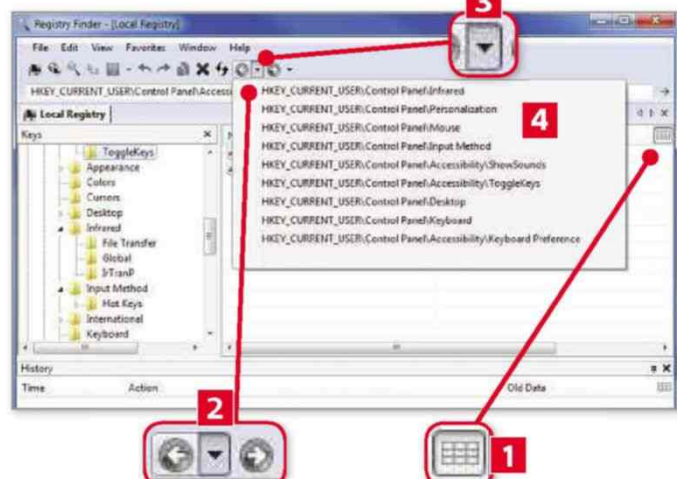 3
Registry Finder - [Local Registry]
File Edit View Favorites Window Help
HKEY_CURRENT_USER\Control Panel\Acces
HKEY_CURRENT_USER\Control Panel\Infrared
HKEY_CURRENT_USER\Control Panel\Personalization
HKEY_CURRENT_USER\Control Panel\Mouse
HKEY_CURRENT_USER\Control Panel\Input Method
HKEY_CURRENT_USER\Control Panel\Accessibility\ShowSounds
HKEY_CURRENT_USER\Control Panel\Accessibility\ToggleKeys
HKEY_CURRENT_USER\Control Panel\Desktop
HKEY_CURRENT_USER\Control Panel\Keyboard
HKEY_CURRENT_USER\Control Panel\Accessibility\Keyboard Preference
4
Local Registry
Keys
ToggleKeys
Appearance
Colors
Cursors
Desktop
Infrared
File Transfer
Global
IrTranP
Input Method
Hot Keys
International
Keyboard
History
Time Action Old Data
2
1